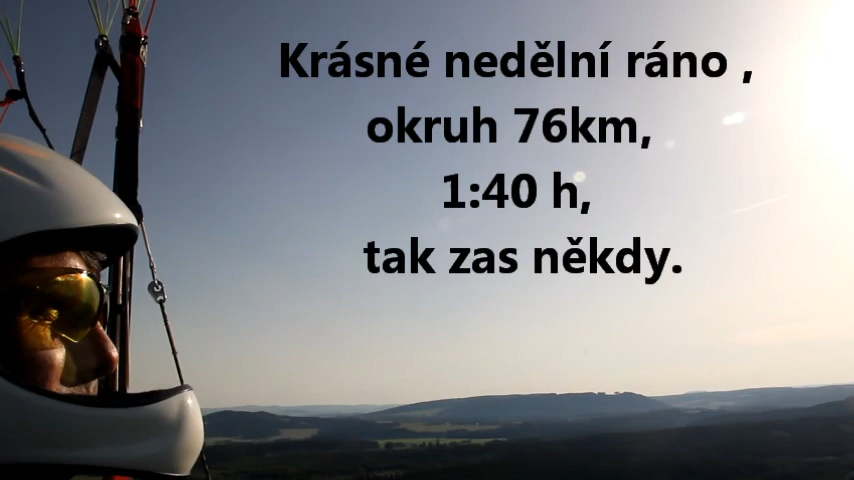 Krásné nedělní ráno ,
okruh 76km,
1:40 h,
tak zas někdy.